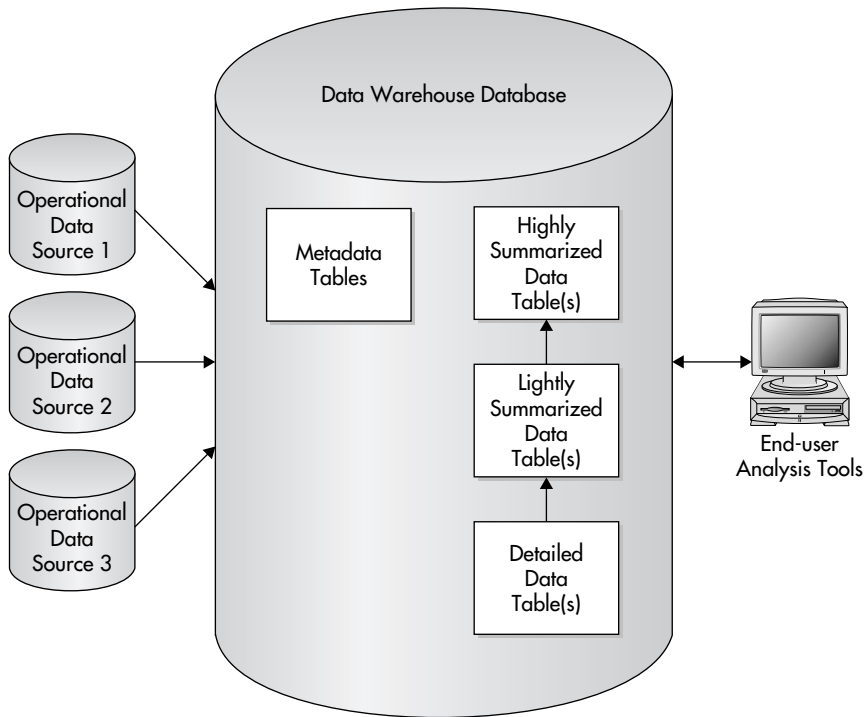 Data Warehouse Database
Operational
Data
Source 1
Operational
Data
Source 2
Operational
Data
Source 3
Metadata
Tables
Highly
Summarized
Data
Table(s)
Lightly
Summarized
Data
Table(s)
Detailed
Data
Table(s)
End-user
Analysis Tools